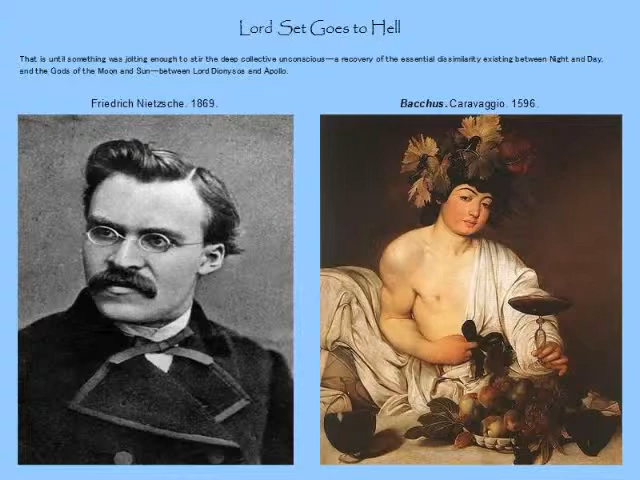 Lord Set Goes to Hell
That is until something was jolting enough to stir the deep collective unconscious—a recovery of the essential dissimilarity existing between Night and Day,
and the Gods of the Moon and Sun—between Lord Dionysos and Apollo.
Friedrich Nietzsche. 1869.
Bacchus. Caravaggio. 1596.